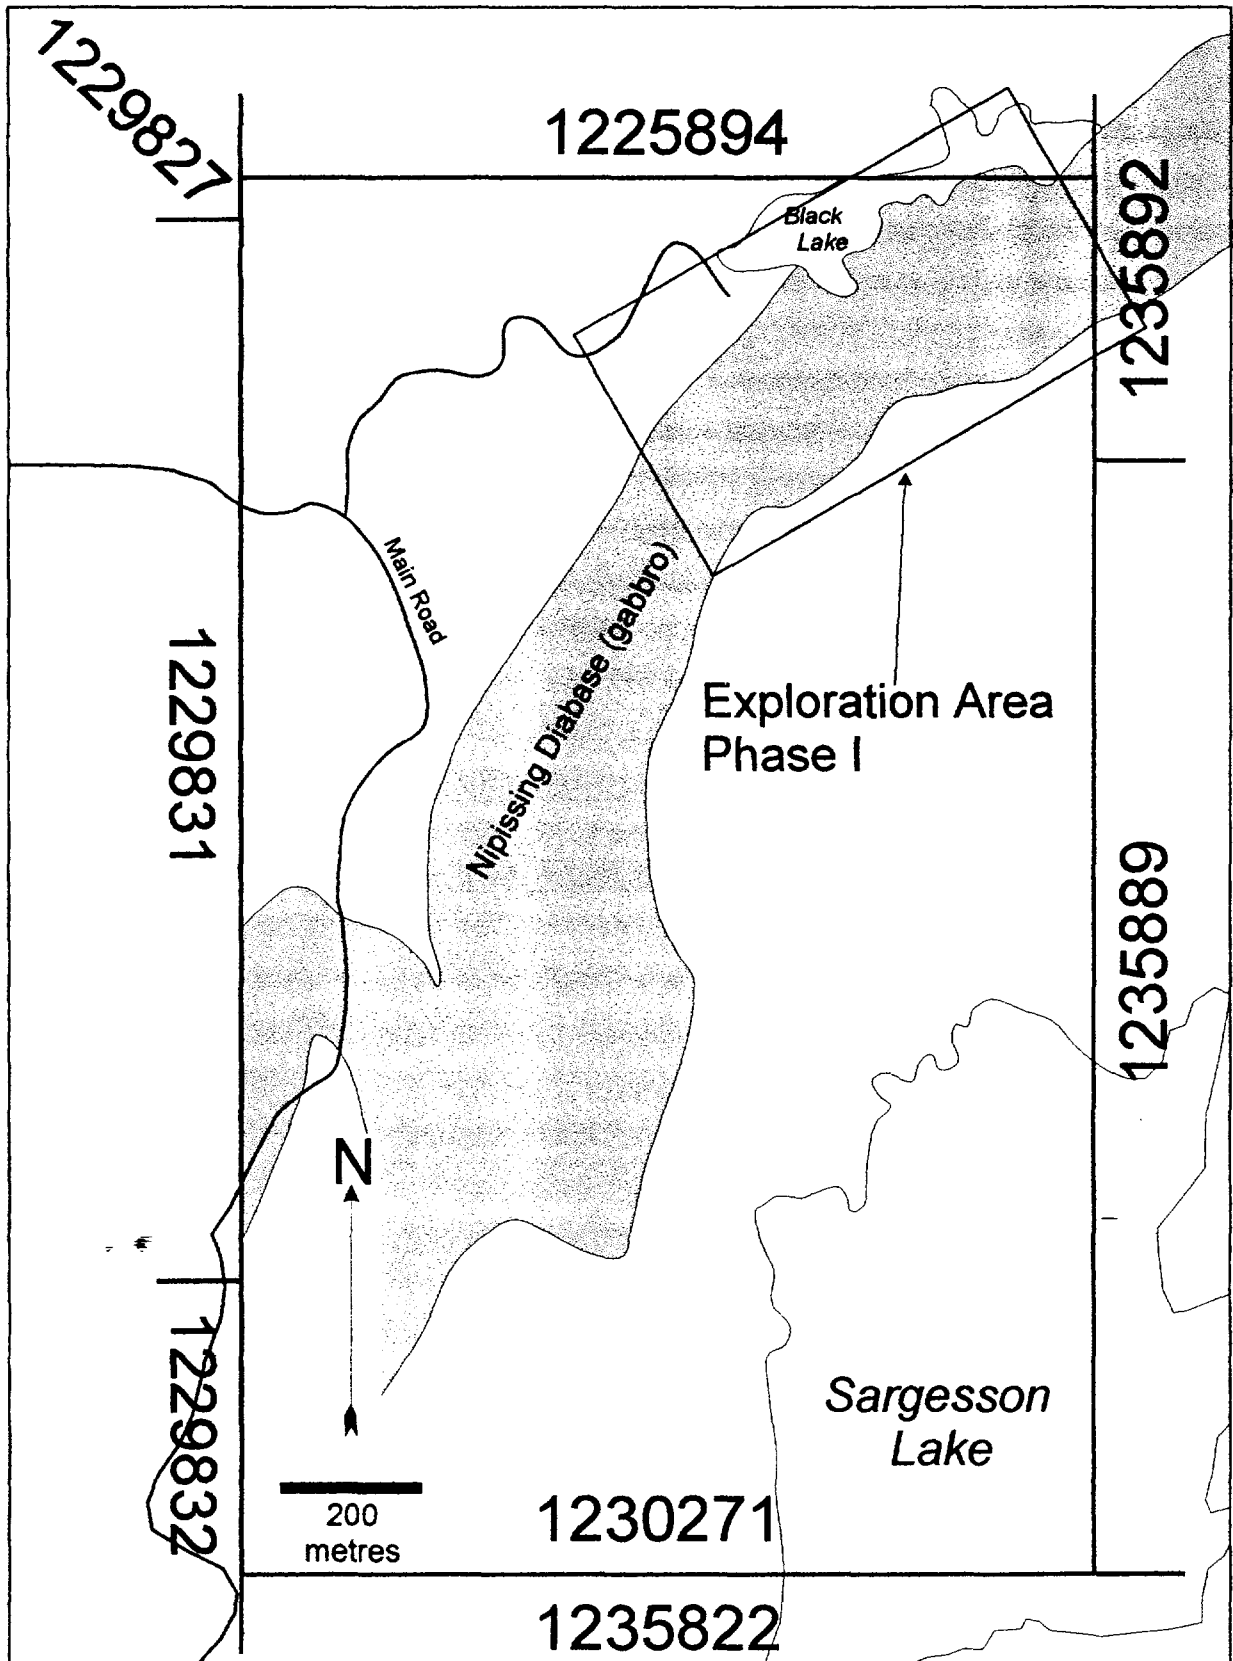 1229827
1225894
1235892
Black
Lake
Main Road
Nipissing Diabase (gabbro)
Exploration Area
Phase I
1229831
1235889
N
1229832
Sargesson
Lake
200
metres
1230271
1235822